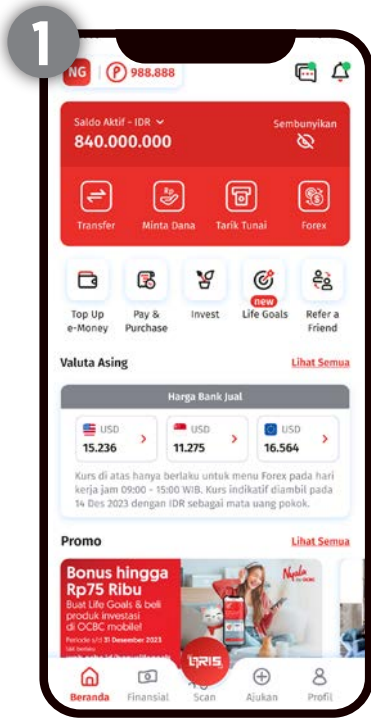 1
NG P 988.888
Saldo Aktif - IDR
Sembunyikan
840.000.000
Transfer Minta Dana Tarik Tunai Forex
Top Up
e-Money
Pay &
Purchase
Invest
new
Life Goals
Refer a
Friend
Valuta Asing Lihat Semua
Harga Bank Jual
USD USD USD
15.236 11.275 16.564
Kurs di atas hanya berlaku untuk menu Forex pada hari
kerja jam 09:00 - 15:00 WIB. Kurs indikatif diambil pada
14 Des 2023 dengan IDR sebagai mata uang pokok.
Promo Lihat Semua
Bonus hingga
Rp75 Ribu
Buat Life Goals & beli
produk investasi
di OCBC mobile!
Periode s/d 31 Desember 2023
Nyala
OCBC
QRIS
Beranda Finansial Scan Ajukan Profil